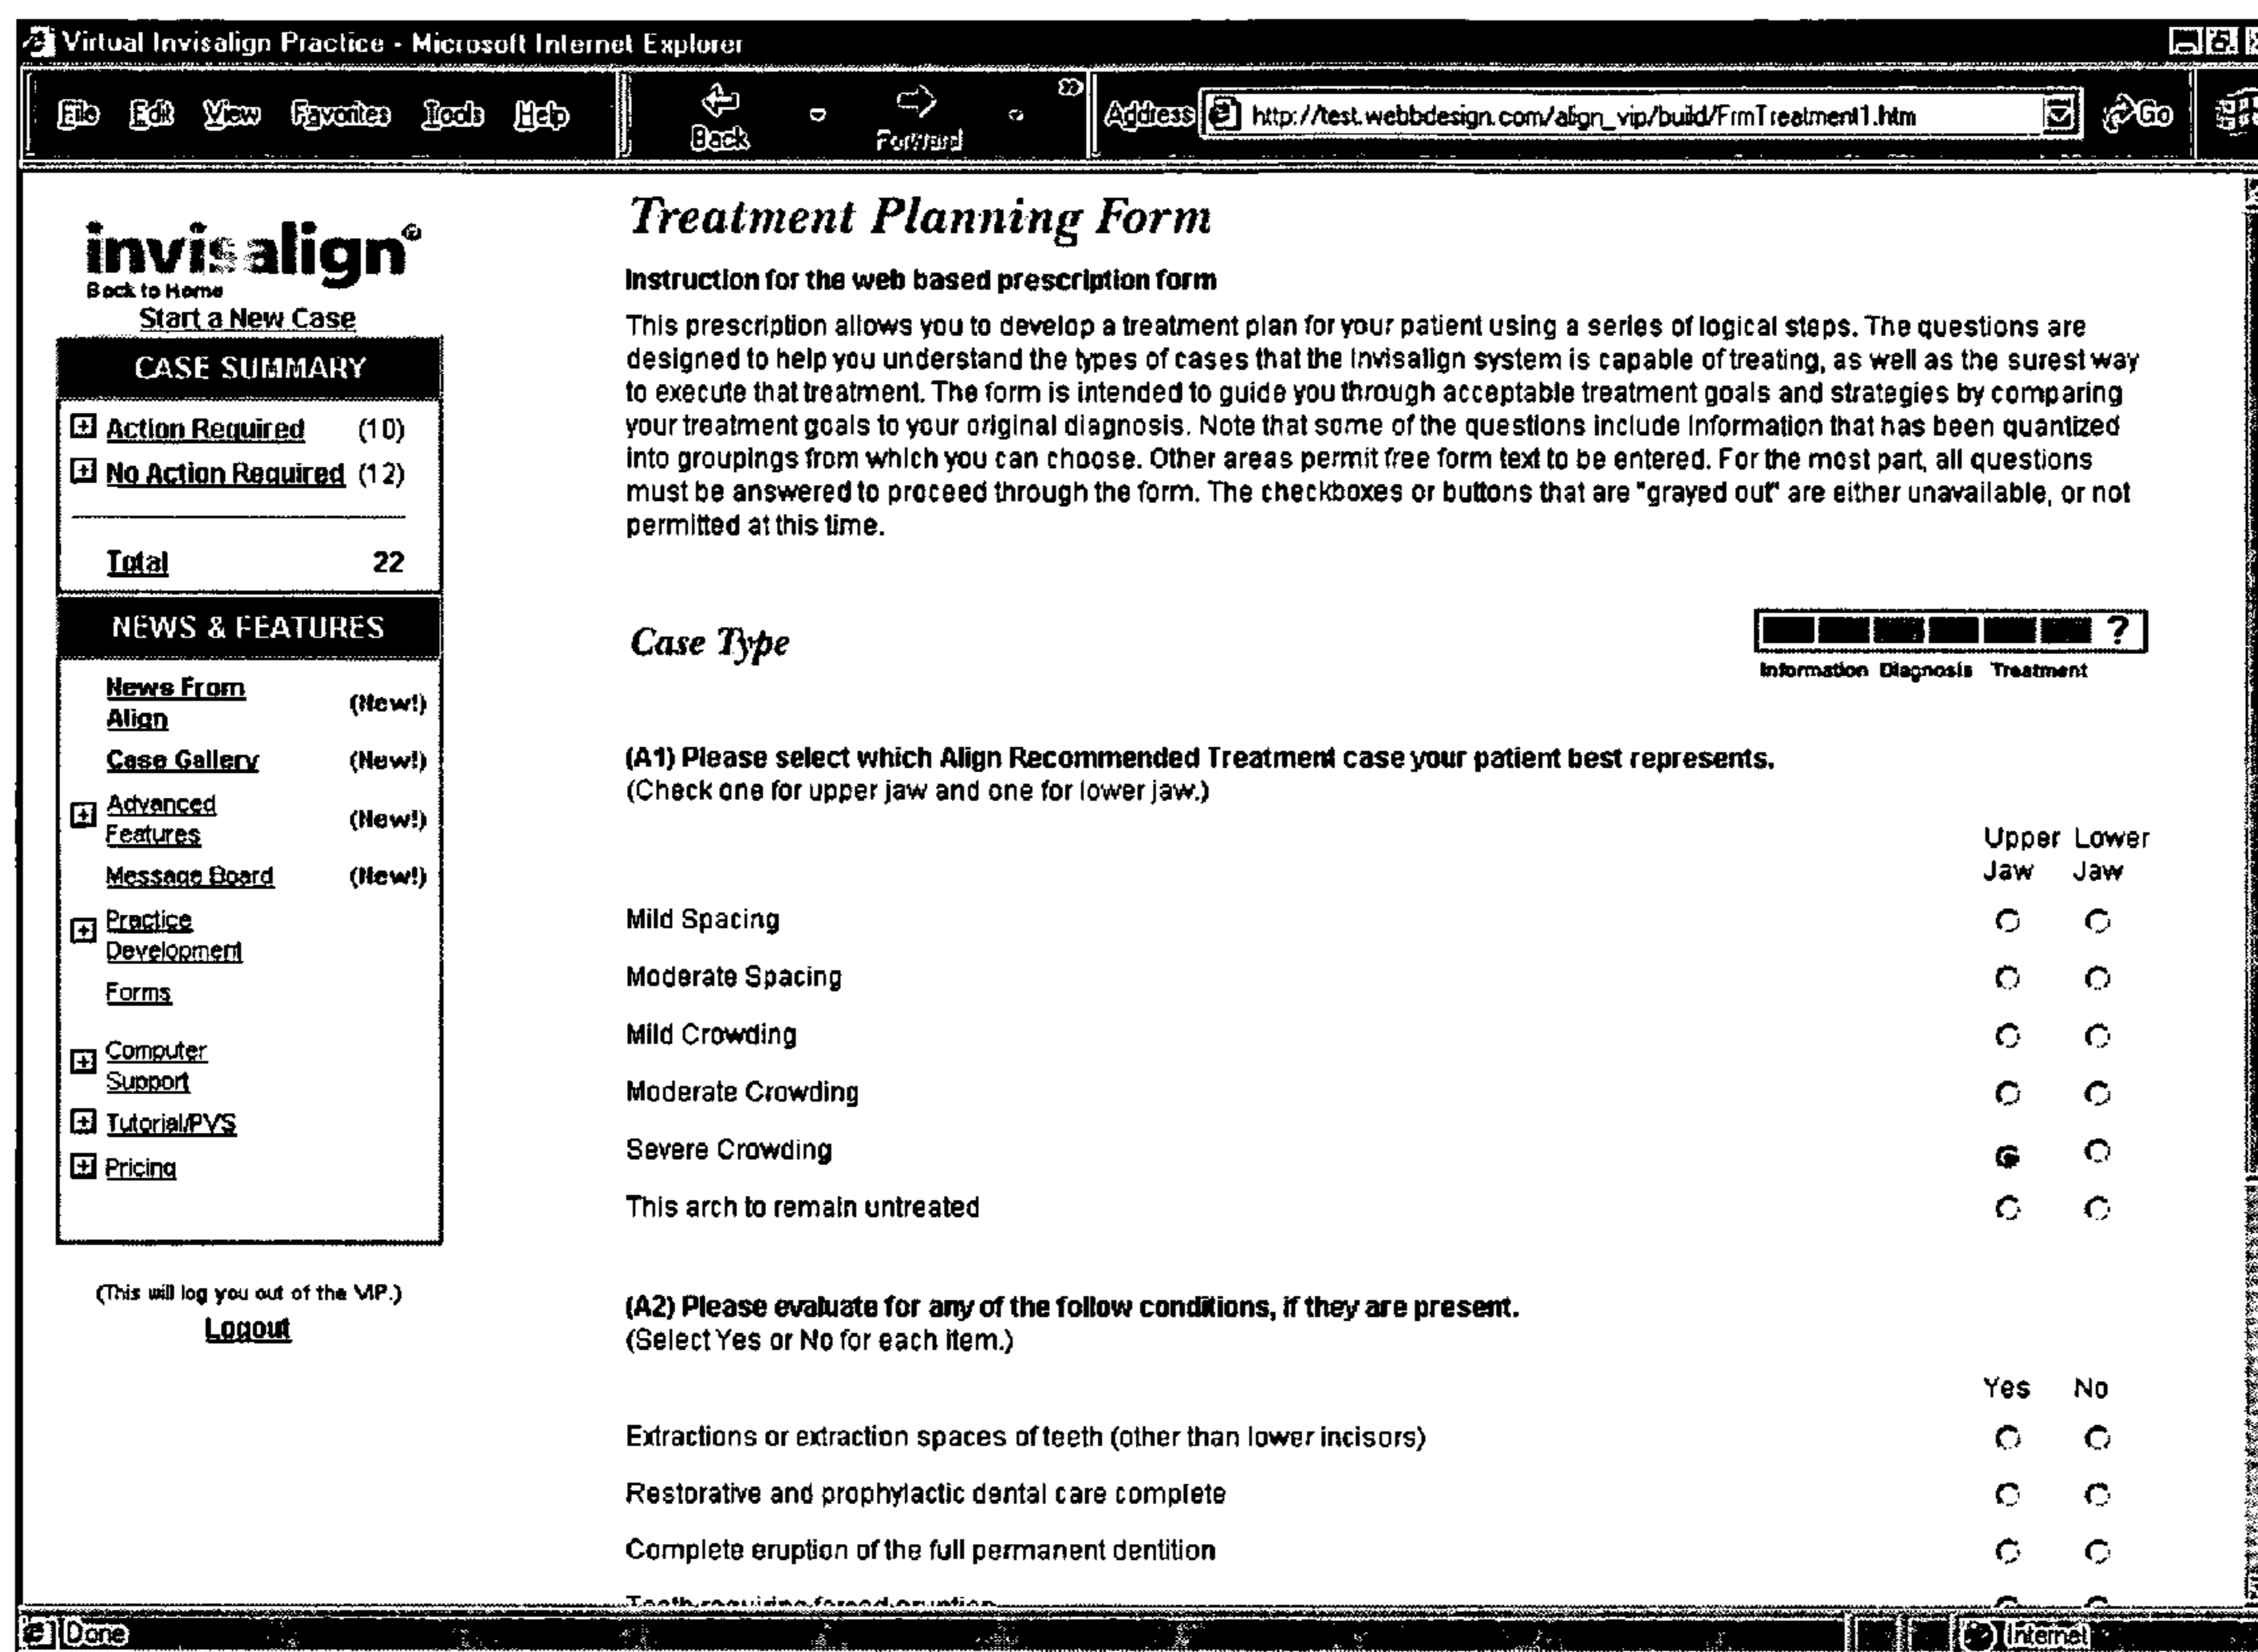 Virtual Invisalign Practice - Microsoft Internet Explorer
File Edit View Favorites Tools Help
Back
Forward
Address http://test.webbdesign.com/align_vip/build/FrmTreatment1.htm
Go
invisalign®
Back to Home
Start a New Case
CASE SUMMARY
Action Required (10)
No Action Required (12)
Total 22
NEWS & FEATURES
News From
Align (New!)
Case Gallery (New!)
Advanced
Features (New!)
Message Board (New!)
Practice
Development
Forms
Computer
Support
Tutorial/PVS
Pricing
(This will log you out of the VIP.)
Logout
Treatment Planning Form
Instruction for the web based prescription form
This prescription allows you to develop a treatment plan for your patient using a series of logical steps. The questions are
designed to help you understand the types of cases that the Invisalign system is capable of treating, as well as the surest way
to execute that treatment. The form is intended to guide you through acceptable treatment goals and strategies by comparing
your treatment goals to your original diagnosis. Note that some of the questions include Information that has been quantized
into groupings from which you can choose. Other areas permit free form text to be entered. For the most part, all questions
must be answered to proceed through the form. The checkboxes or buttons that are "grayed out" are either unavailable, or not
permitted at this time.
Case Type
?
Information Diagnosis Treatment
(A1) Please select which Align Recommended Treatment case your patient best represents.
(Check one for upper jaw and one for lower jaw.)
Upper Lower
Jaw Jaw
Mild Spacing
Moderate Spacing
Mild Crowding
Moderate Crowding
Severe Crowding
This arch to remain untreated
(A2) Please evaluate for any of the follow conditions, if they are present.
(Select Yes or No for each item.)
Yes No
Extractions or extraction spaces of teeth (other than lower incisors)
Restorative and prophylactic dental care complete
Complete eruption of the full permanent dentition
Teeth requiring forced eruption
Done
Internet